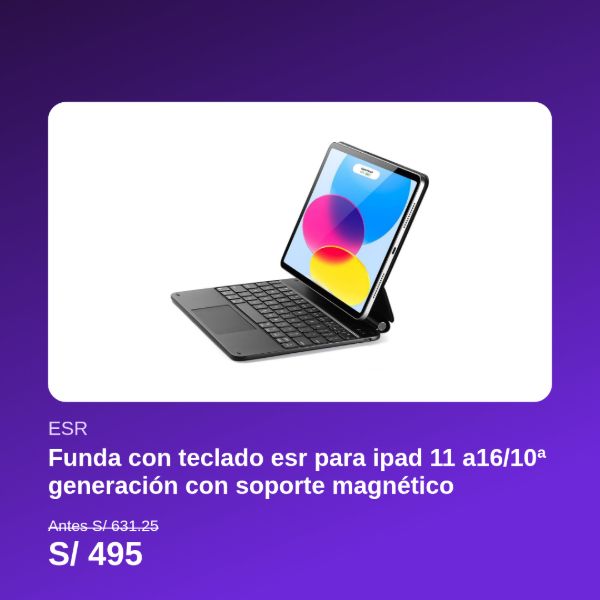 ESR
Funda con teclado esr para ipad 11 a16/10ª
generación con soporte magnético
Antes S/ 631.25
S/ 495